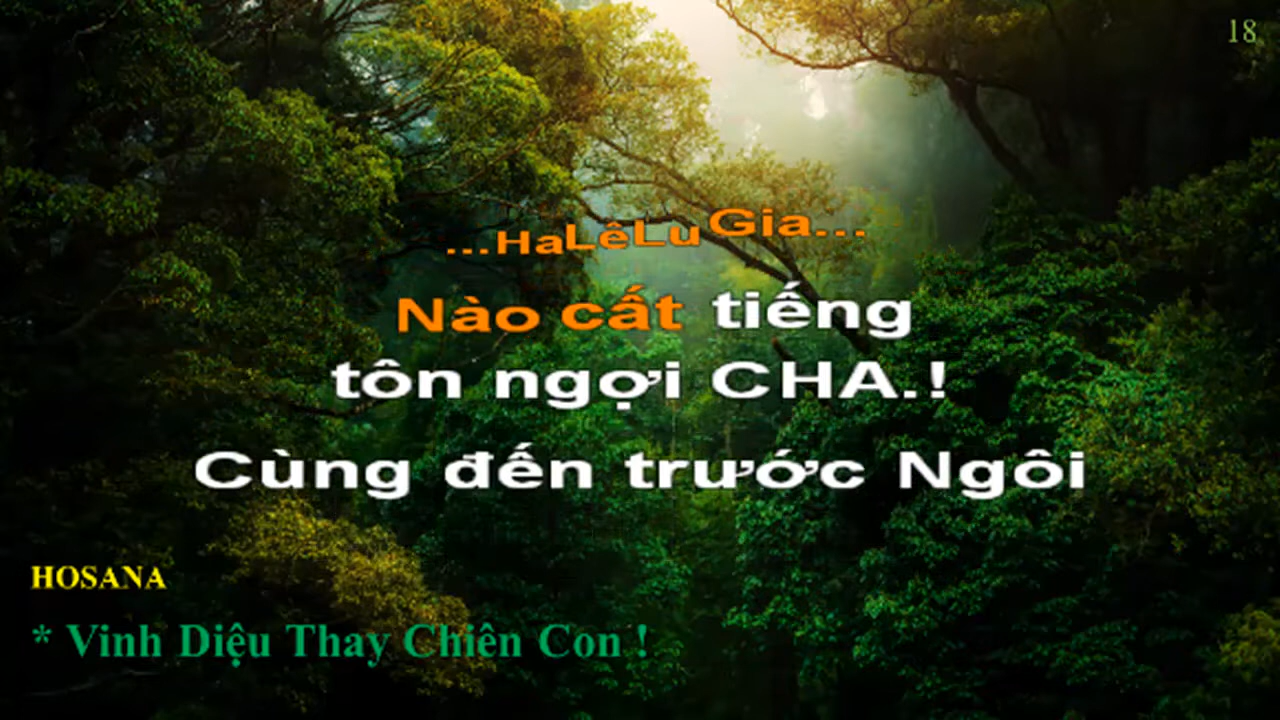 18
...HaLêLu Gia...
Nào cất tiếng
tôn ngợi CHA.!
Cùng đến trước Ngôi
HOSANA
* Vinh Diệu Thay Chiên Con !